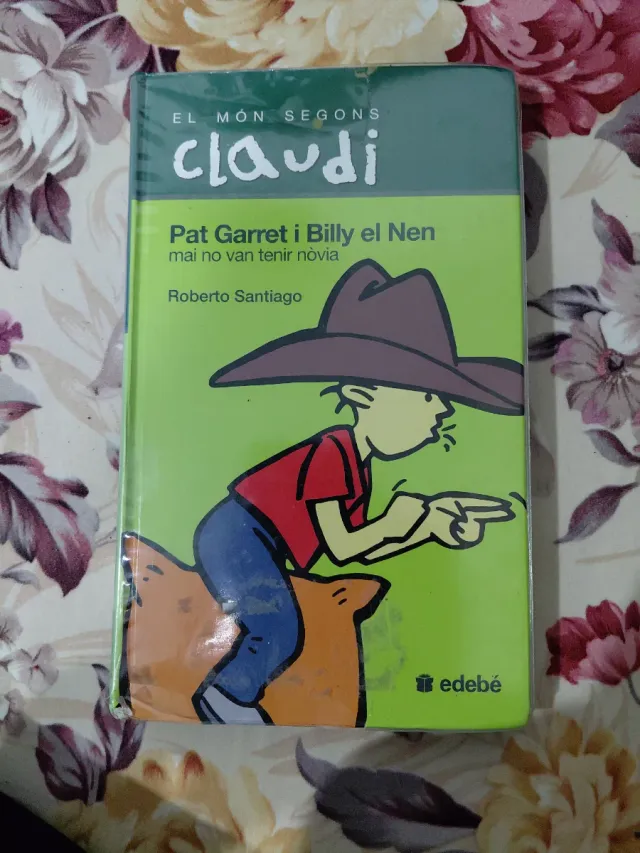 EL MÓN SEGONS
claudi
Pat Garret i Billy el Nen
mai no van tenir nòvia
Roberto Santiago
edebé